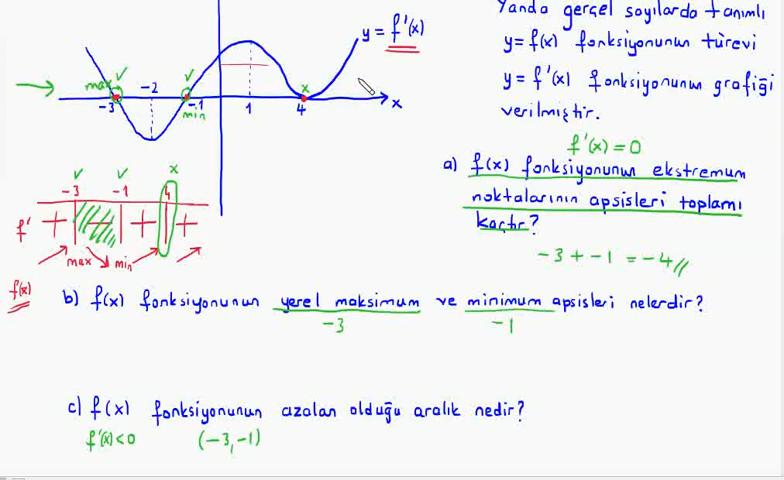 Yanda gerçel sayılarda tanımlı
y = f(x) fonksiyonunun türevi
y = f'(x) fonksiyonunun grafiği
verilmiştir.
y = f'(x)
max
-3
-2
-1
min
1
4
x
x
f'(x) = 0
a) f(x) fonksiyonunun ekstremum
noktalarının apsisleri toplamı
kaçtır?
-3 + -1 = -4
-3 -1 4
x
f' + - + +
max min
f(x)
b) f(x) fonksiyonunun yerel maksimum ve minimum apsisleri nelerdir?
-3 -1
c) f(x) fonksiyonunun azalan olduğu aralık nedir?
f'(x) < 0 (-3, -1)